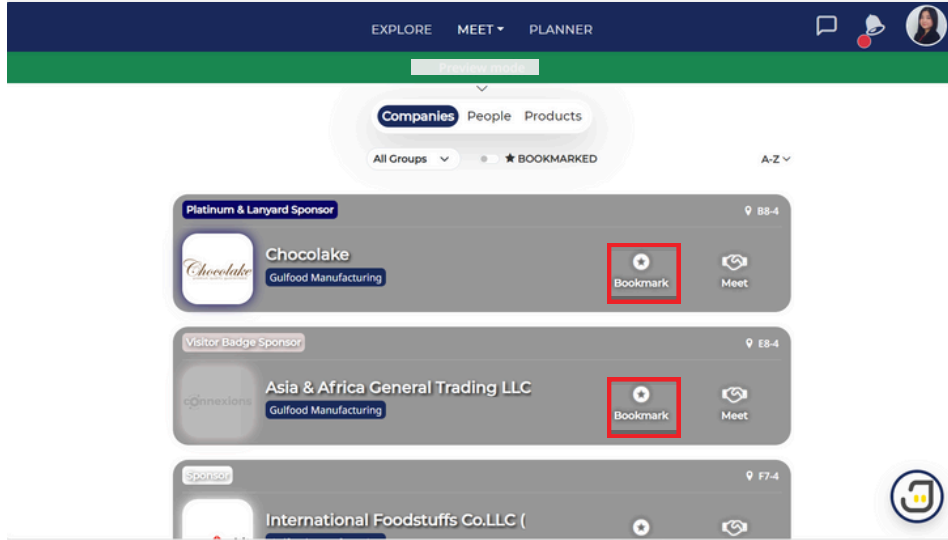 EXPLORE MEET PLANNER
Preview mode
Companies People Products
All Groups BOOKMARKED A-Z
Platinum & Lanyard Sponsor B8-4
Chocolake
Chocolake
Gulfood Manufacturing
Bookmark Meet
Visitor Badge Sponsor E8-4
connexions
Asia & Africa General Trading LLC
Gulfood Manufacturing
Bookmark Meet
Sponsor F7-4
International Foodstuffs Co.LLC (